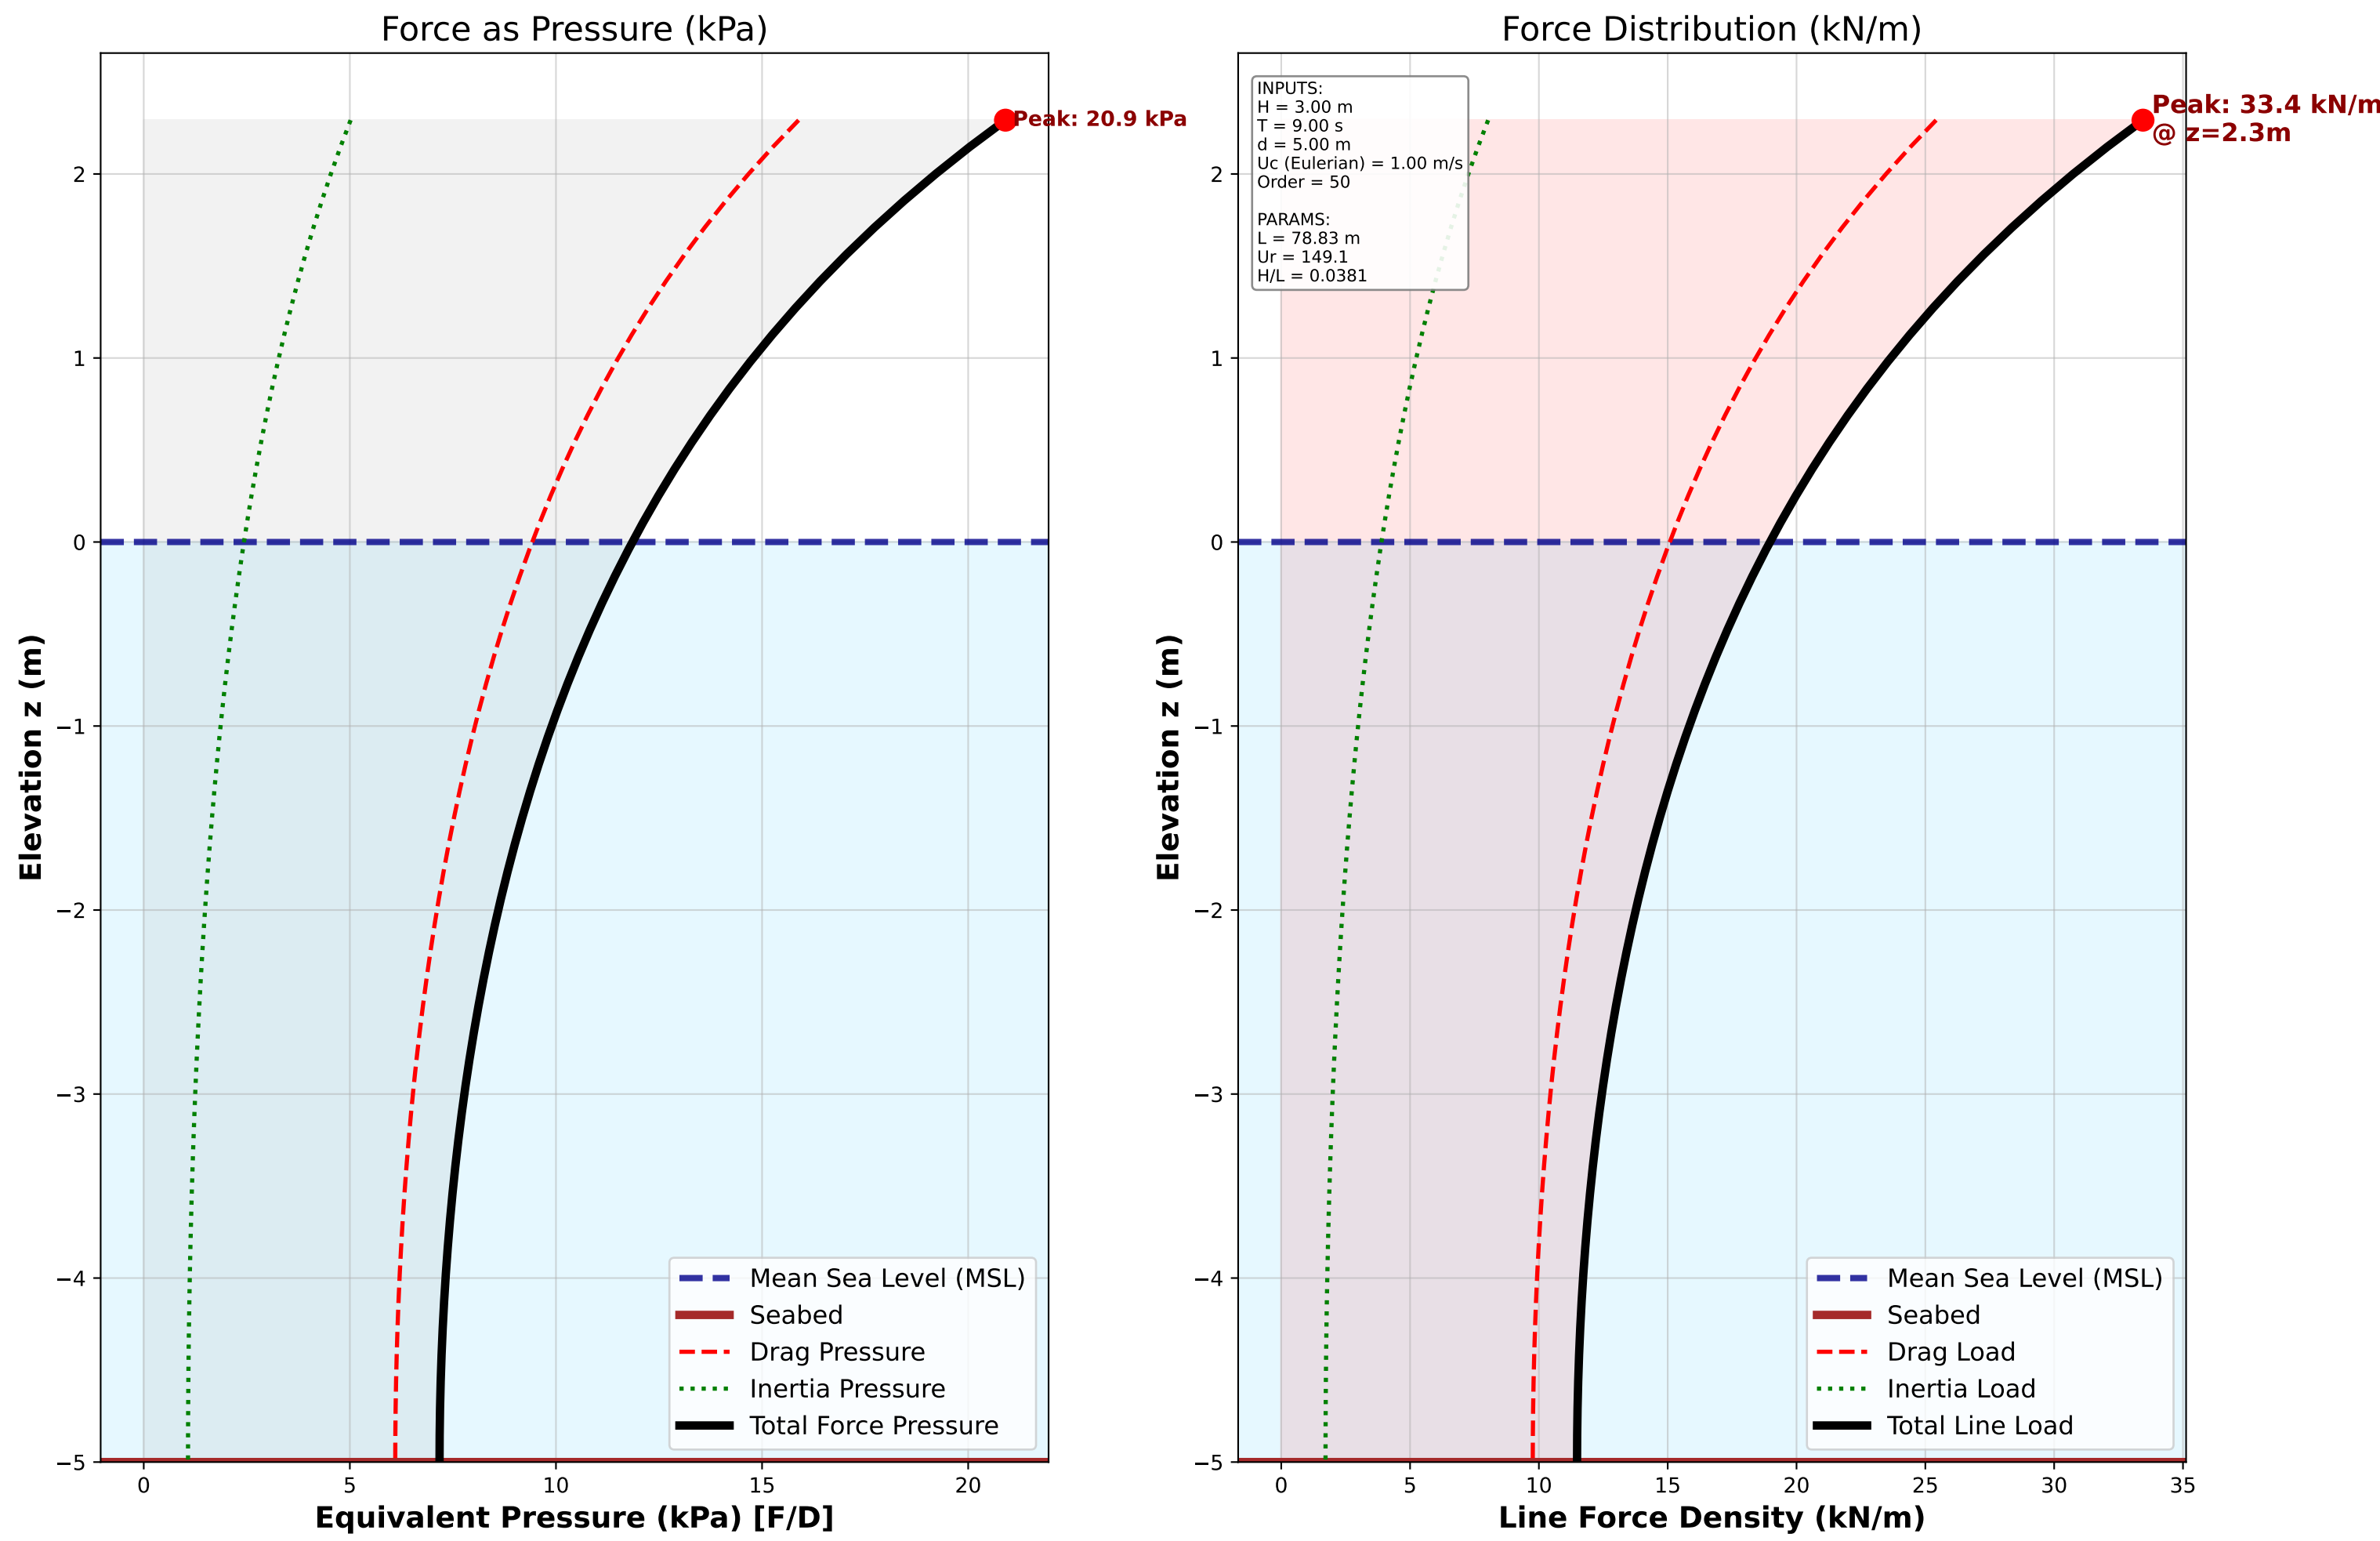 Force as Pressure (kPa)
Peak: 20.9 kPa
2
1
0
−1
−2
−3
−4
−5
Elevation z (m)
Mean Sea Level (MSL)
Seabed
Drag Pressure
Inertia Pressure
Total Force Pressure
0 5 10 15 20
Equivalent Pressure (kPa) [F/D]
Force Distribution (kN/m)
INPUTS:
H = 3.00 m
T = 9.00 s
d = 5.00 m
Uc (Eulerian) = 1.00 m/s
Order = 50
PARAMS:
L = 78.83 m
Ur = 149.1
H/L = 0.0381
Peak: 33.4 kN/m
@ z=2.3m
2
1
0
−1
−2
−3
−4
−5
Elevation z (m)
Mean Sea Level (MSL)
Seabed
Drag Load
Inertia Load
Total Line Load
0 5 10 15 20 25 30 35
Line Force Density (kN/m)